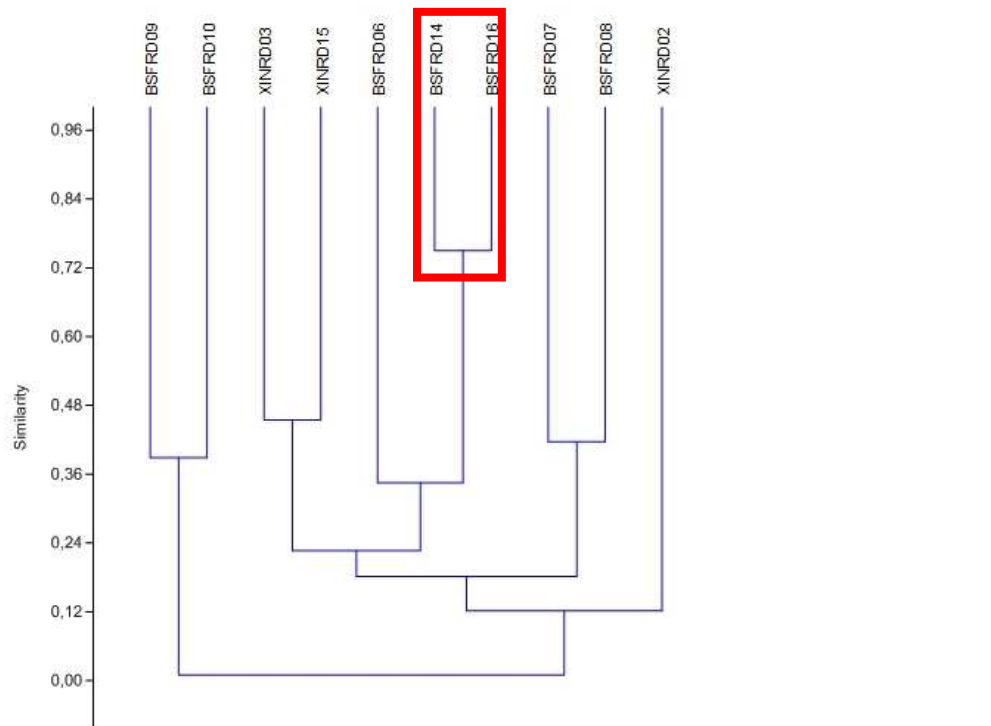 BSFRD09
BSFRD10
XINRD03
XINRD15
BSFRD06
BSFRD14
BSFRD16
BSFRD07
BSFRD08
XINRD02
0,96
0,84
0,72
0,60
0,48
0,36
0,24
0,12
0,00
Similarity